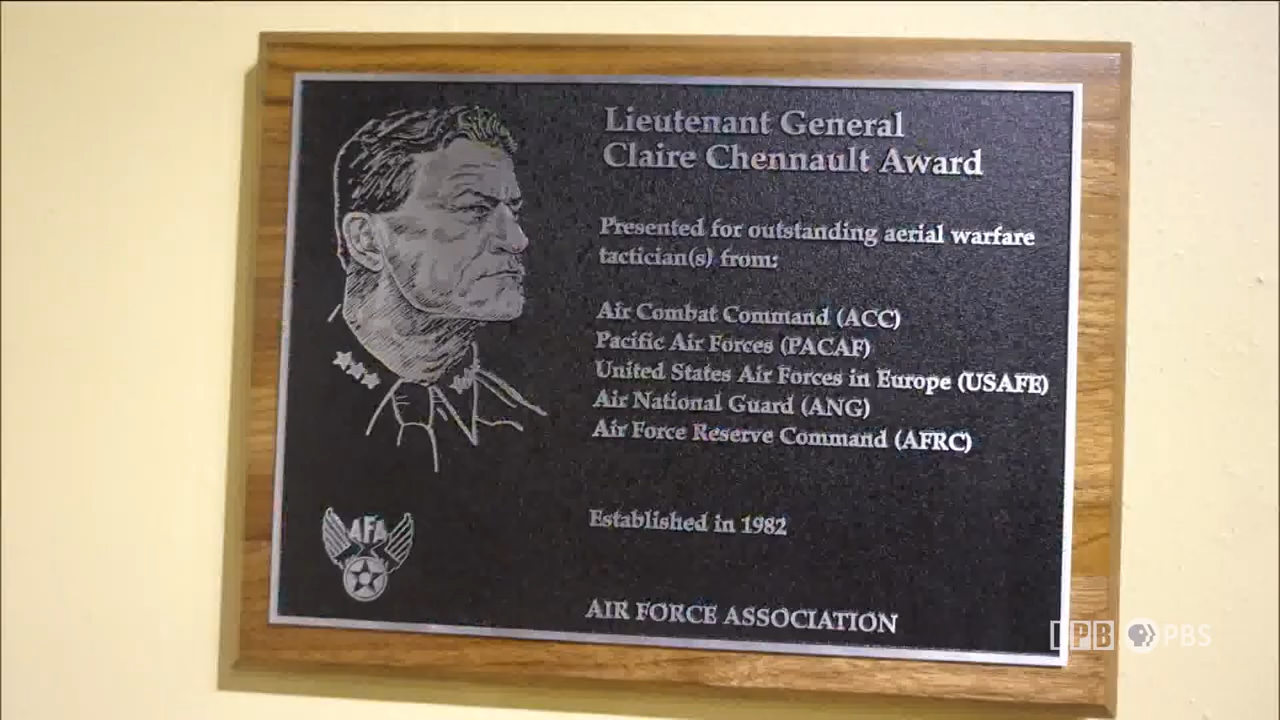 Lieutenant General
Claire Chennault Award
Presented for outstanding aerial warfare
tactician(s) from:
Air Combat Command (ACC)
Pacific Air Forces (PACAF)
United States Air Forces in Europe (USAFE)
Air National Guard (ANG)
Air Force Reserve Command (AFRC)
Established in 1982
AFA
AIR FORCE ASSOCIATION
PBS